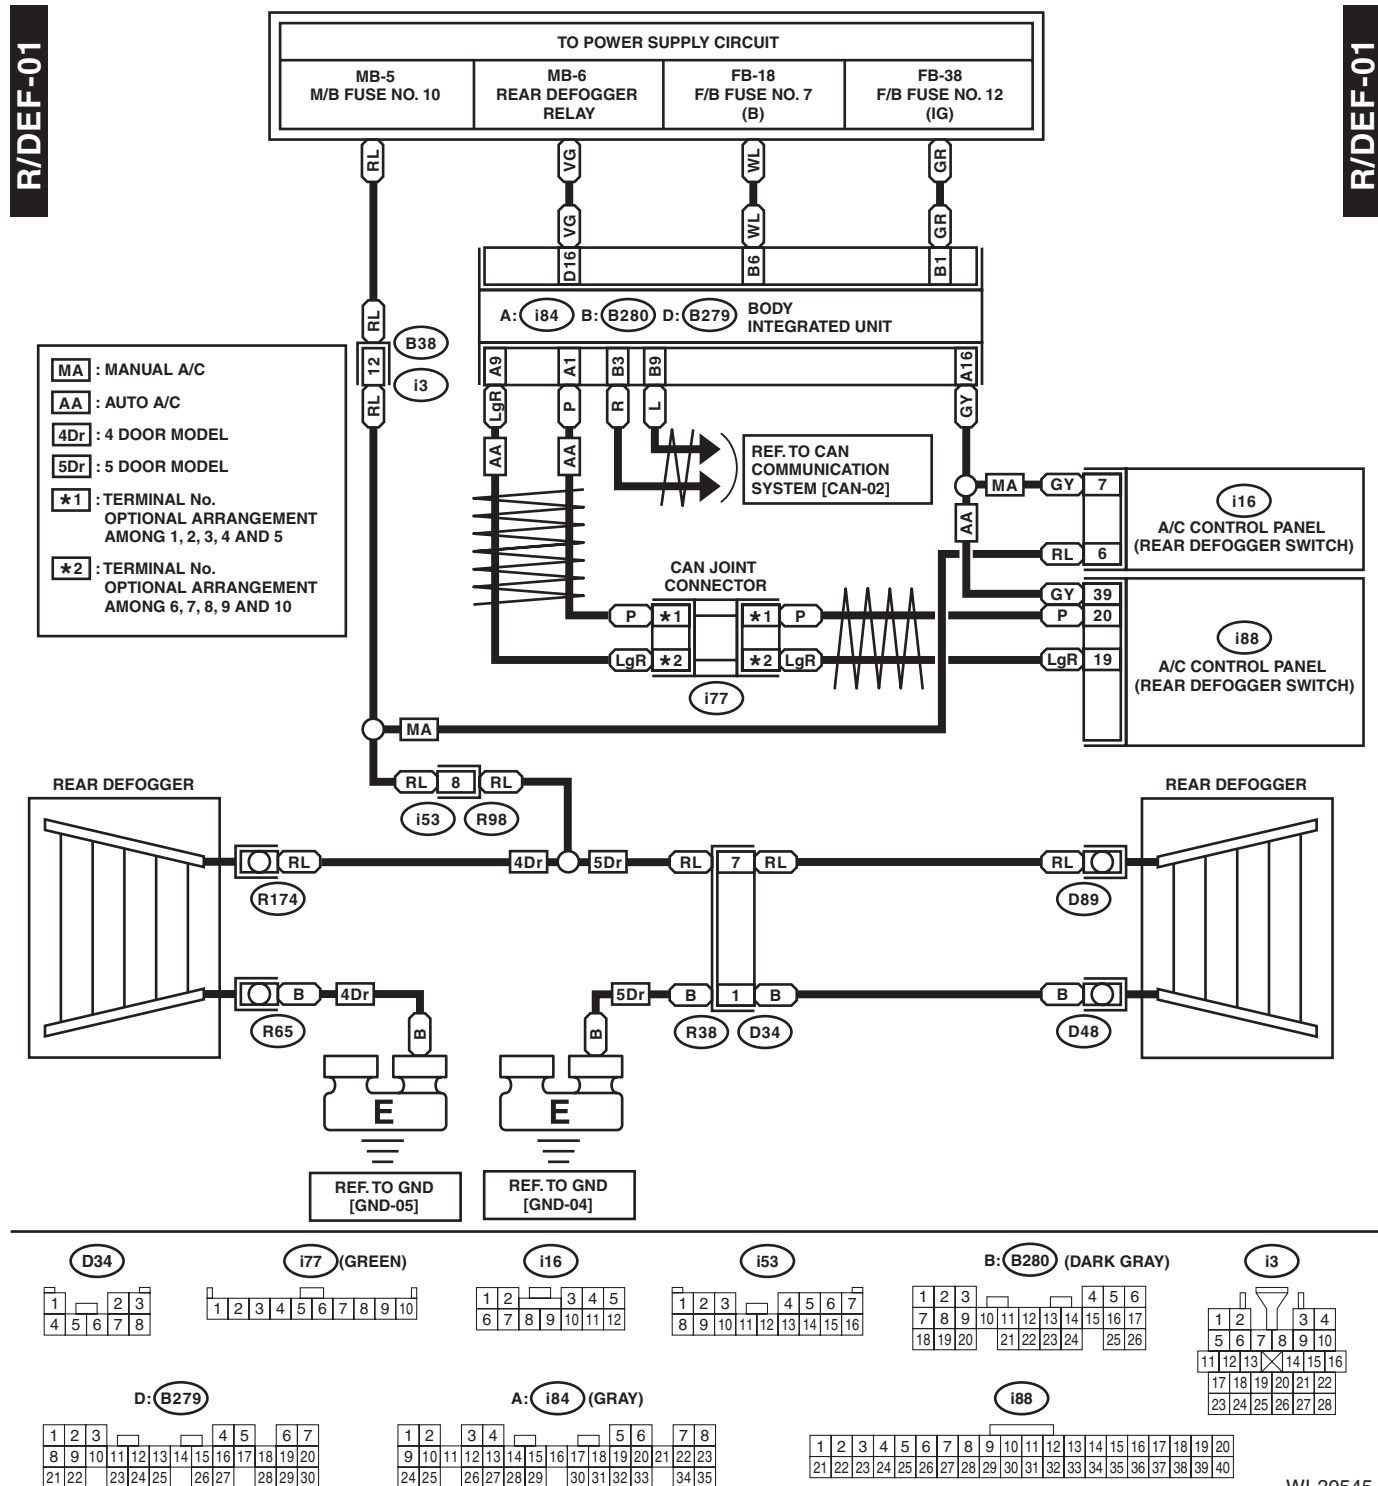 R/DEF-01
R/DEF-01
TO POWER SUPPLY CIRCUIT
MB-5
M/B FUSE NO. 10
MB-6
REAR DEFOGGER
RELAY
FB-18
F/B FUSE NO. 7
(B)
FB-38
F/B FUSE NO. 12
(IG)
RL
VG
WL
GR
VG
WL
GR
D16
B6
B1
A: i84 B: B280 D: B279
BODY
INTEGRATED UNIT
A9
A1
B3
B9
A16
RL
12
RL
B38
i3
LgR
P
R
L
GY
AA
AA
MA : MANUAL A/C
AA : AUTO A/C
4Dr : 4 DOOR MODEL
5Dr : 5 DOOR MODEL
*1 : TERMINAL No.
OPTIONAL ARRANGEMENT
AMONG 1, 2, 3, 4 AND 5
*2 : TERMINAL No.
OPTIONAL ARRANGEMENT
AMONG 6, 7, 8, 9 AND 10
REF. TO CAN
COMMUNICATION
SYSTEM [CAN-02]
MA GY 7
AA
RL 6
i16
A/C CONTROL PANEL
(REAR DEFOGGER SWITCH)
CAN JOINT
CONNECTOR
P *1 *1 P
LgR *2 *2 LgR
i77
GY 39
P 20
LgR 19
i88
A/C CONTROL PANEL
(REAR DEFOGGER SWITCH)
MA
RL 8 RL
i53 R98
REAR DEFOGGER
REAR DEFOGGER
RL 4Dr 5Dr RL 7 RL RL
R174
D89
B 4Dr 5Dr B 1 B B
R65
R38 D34
D48
B
B
E
E
REF. TO GND
[GND-05]
REF. TO GND
[GND-04]
D34
1 2 3
4 5 6 7 8
i77 (GREEN)
1 2 3 4 5 6 7 8 9 10
i16
1 2 3 4 5
6 7 8 9 10 11 12
i53
1 2 3 4 5 6 7
8 9 10 11 12 13 14 15 16
B: B280 (DARK GRAY)
1 2 3 4 5 6
7 8 9 10 11 12 13 14 15 16 17
18 19 20 21 22 23 24 25 26
i3
1 2 3 4
5 6 7 8 9 10
11 12 13 14 15 16
17 18 19 20 21 22
23 24 25 26 27 28
D: B279
1 2 3 4 5 6 7
8 9 10 11 12 13 14 15 16 17 18 19 20
21 22 23 24 25 26 27 28 29 30
A: i84 (GRAY)
1 2 3 4 5 6 7 8
9 10 11 12 13 14 15 16 17 18 19 20 21 22 23
24 25 26 27 28 29 30 31 32 33 34 35
i88
1 2 3 4 5 6 7 8 9 10 11 12 13 14 15 16 17 18 19 20
21 22 23 24 25 26 27 28 29 30 31 32 33 34 35 36 37 38 39 40